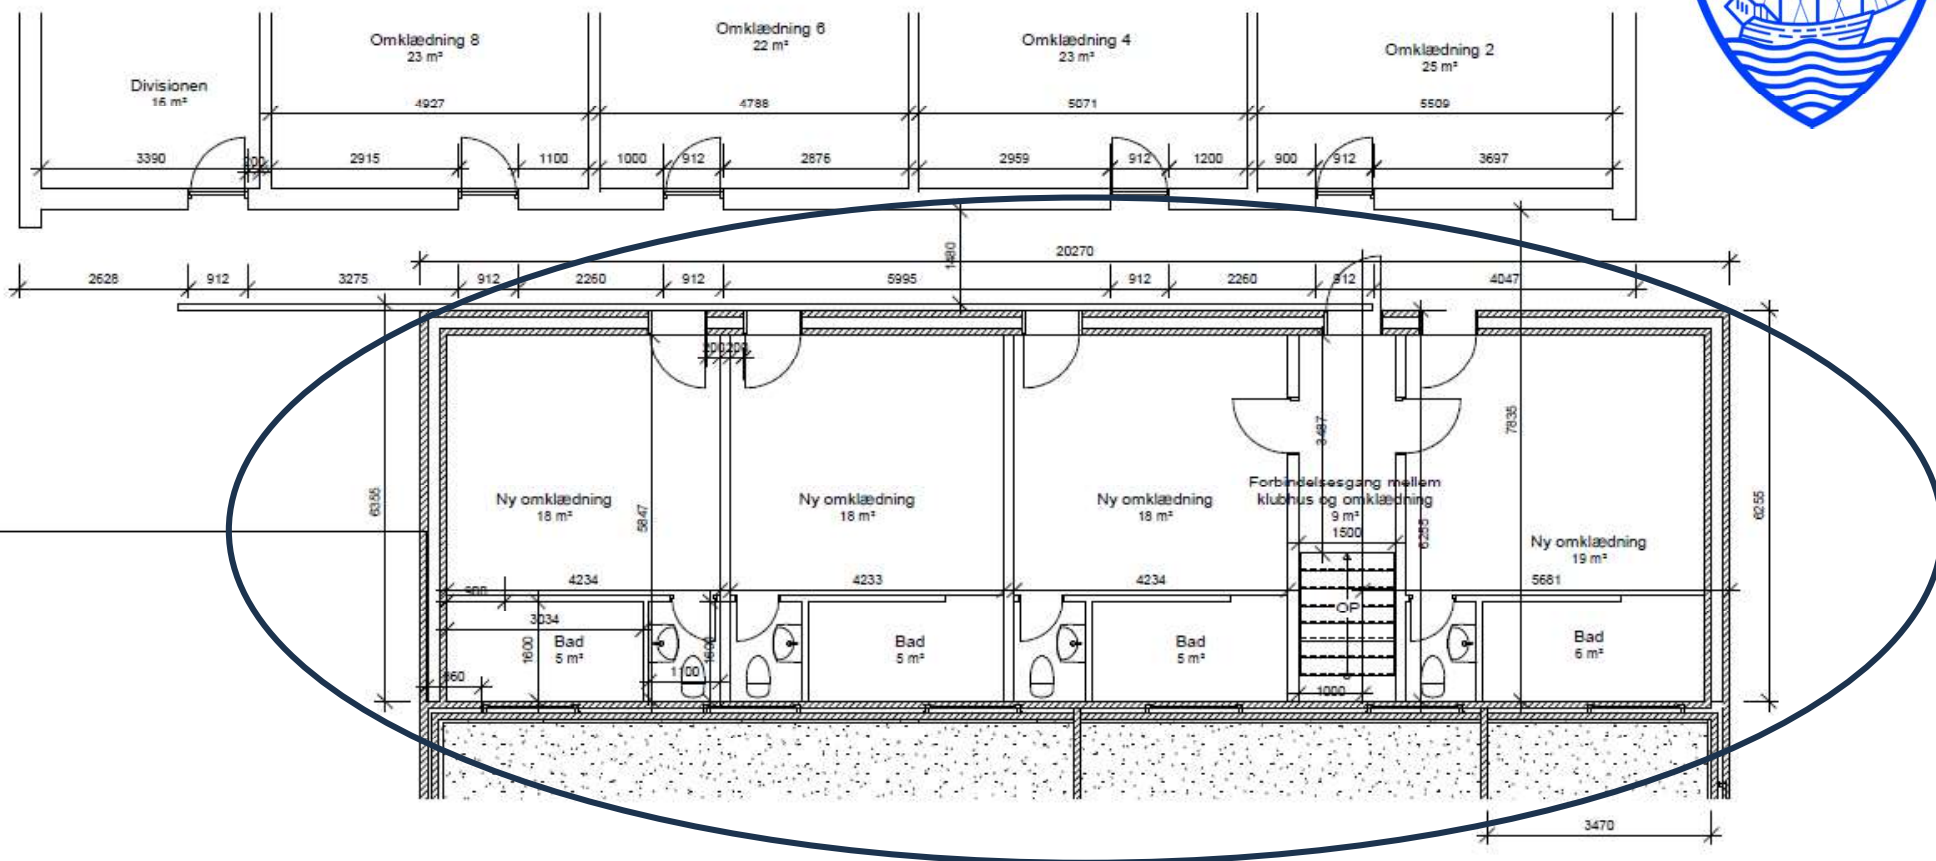 Omklædning 8
23 m²
Omklædning 6
22 m²
Omklædning 4
23 m²
Omklædning 2
25 m²
Divisionen
16 m²
4927
4788
5071
5509
3390
200
2915
1100
1000
912
2876
2959
912
1200
900
912
3697
1480
20270
2628
912
3275
912
2260
912
5995
912
2260
912
4047
200
200
6355
5847
3487
7835
6255
6255
Ny omklædning
18 m²
Ny omklædning
18 m²
Ny omklædning
18 m²
Forbindelsesgang mellem
klubhus og omklædning
9 m²
1500
Ny omklædning
19 m²
900
4234
4233
4234
5681
OP
3034
1600
Bad
5 m²
1600
1100
Bad
5 m²
Bad
5 m²
Bad
6 m²
1000
3470